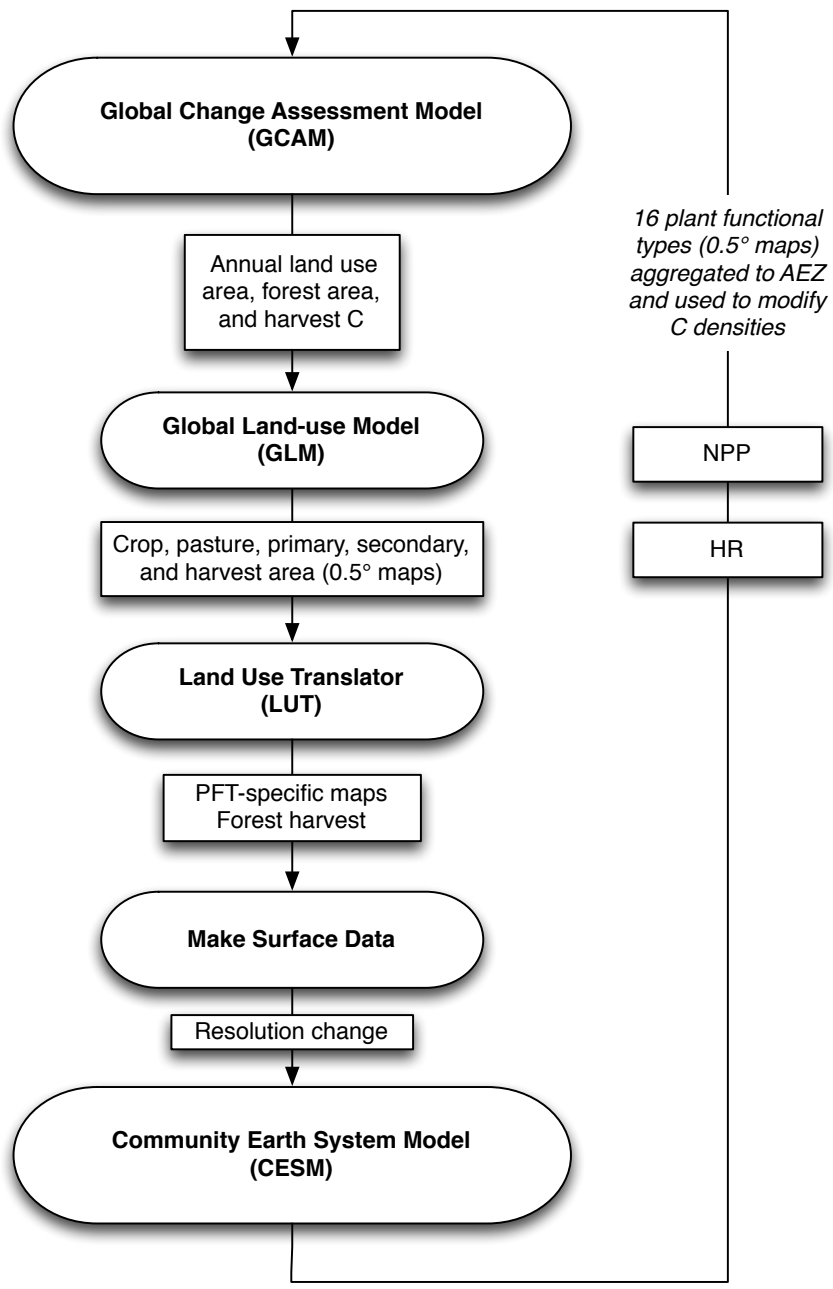 Global Change Assessment Model
(GCAM)
Annual land use
area, forest area,
and harvest C
Global Land-use Model
(GLM)
Crop, pasture, primary, secondary,
and harvest area (0.5° maps)
Land Use Translator
(LUT)
PFT-specific maps
Forest harvest
Make Surface Data
Resolution change
Community Earth System Model
(CESM)
16 plant functional
types (0.5° maps)
aggregated to AEZ
and used to modify
C densities
NPP
HR